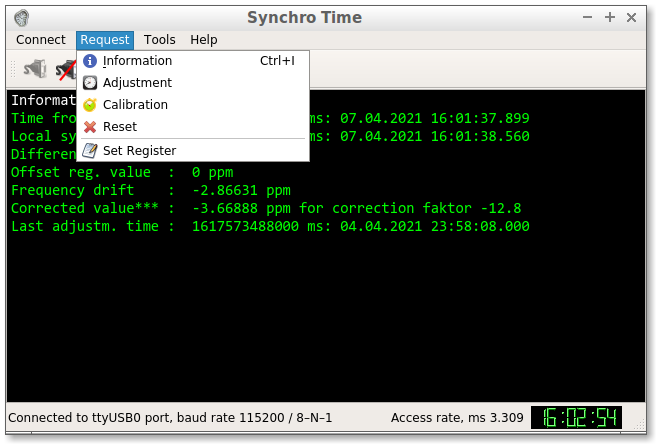 Synchro Time
Connect Request Tools Help
Information Ctrl+I
Adjustment
Calibration
Reset
Set Register
Time ms: 07.04.2021 16:01:37.899
Local ms: 07.04.2021 16:01:38.560
Offset reg. value : 0 ppm
Frequency drift : -2.86631 ppm
Corrected value*** : -3.66888 ppm for correction faktor -12.8
Last adjustm. time : 1617573488000 ms: 04.04.2021 23:58:08.000
Connected to ttyUSB0 port, baud rate 115200 / 8–N–1 Access rate, ms 3.309 16:02:54